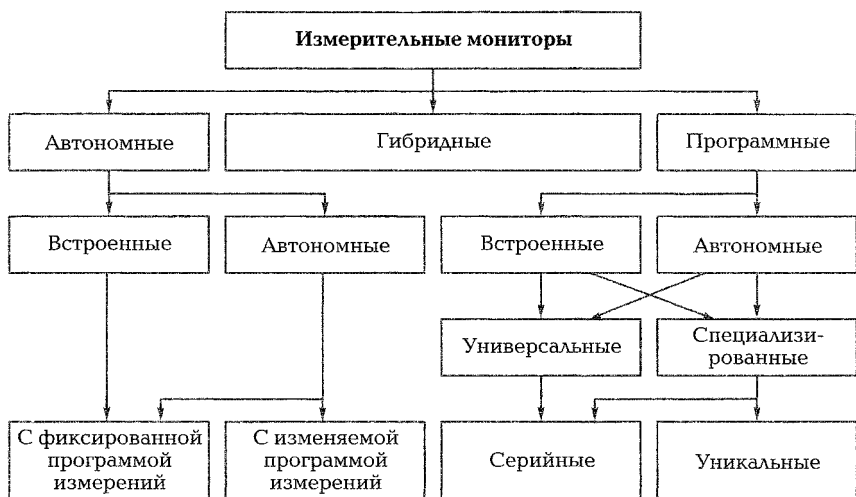 Измерительные мониторы
Автономные
Гибридные
Программные
Встроенные
Автономные
Встроенные
Автономные
Универсальные
Специализи-
рованные
С фиксированной
программой
измерений
С изменяемой
программой
измерений
Серийные
Уникальные